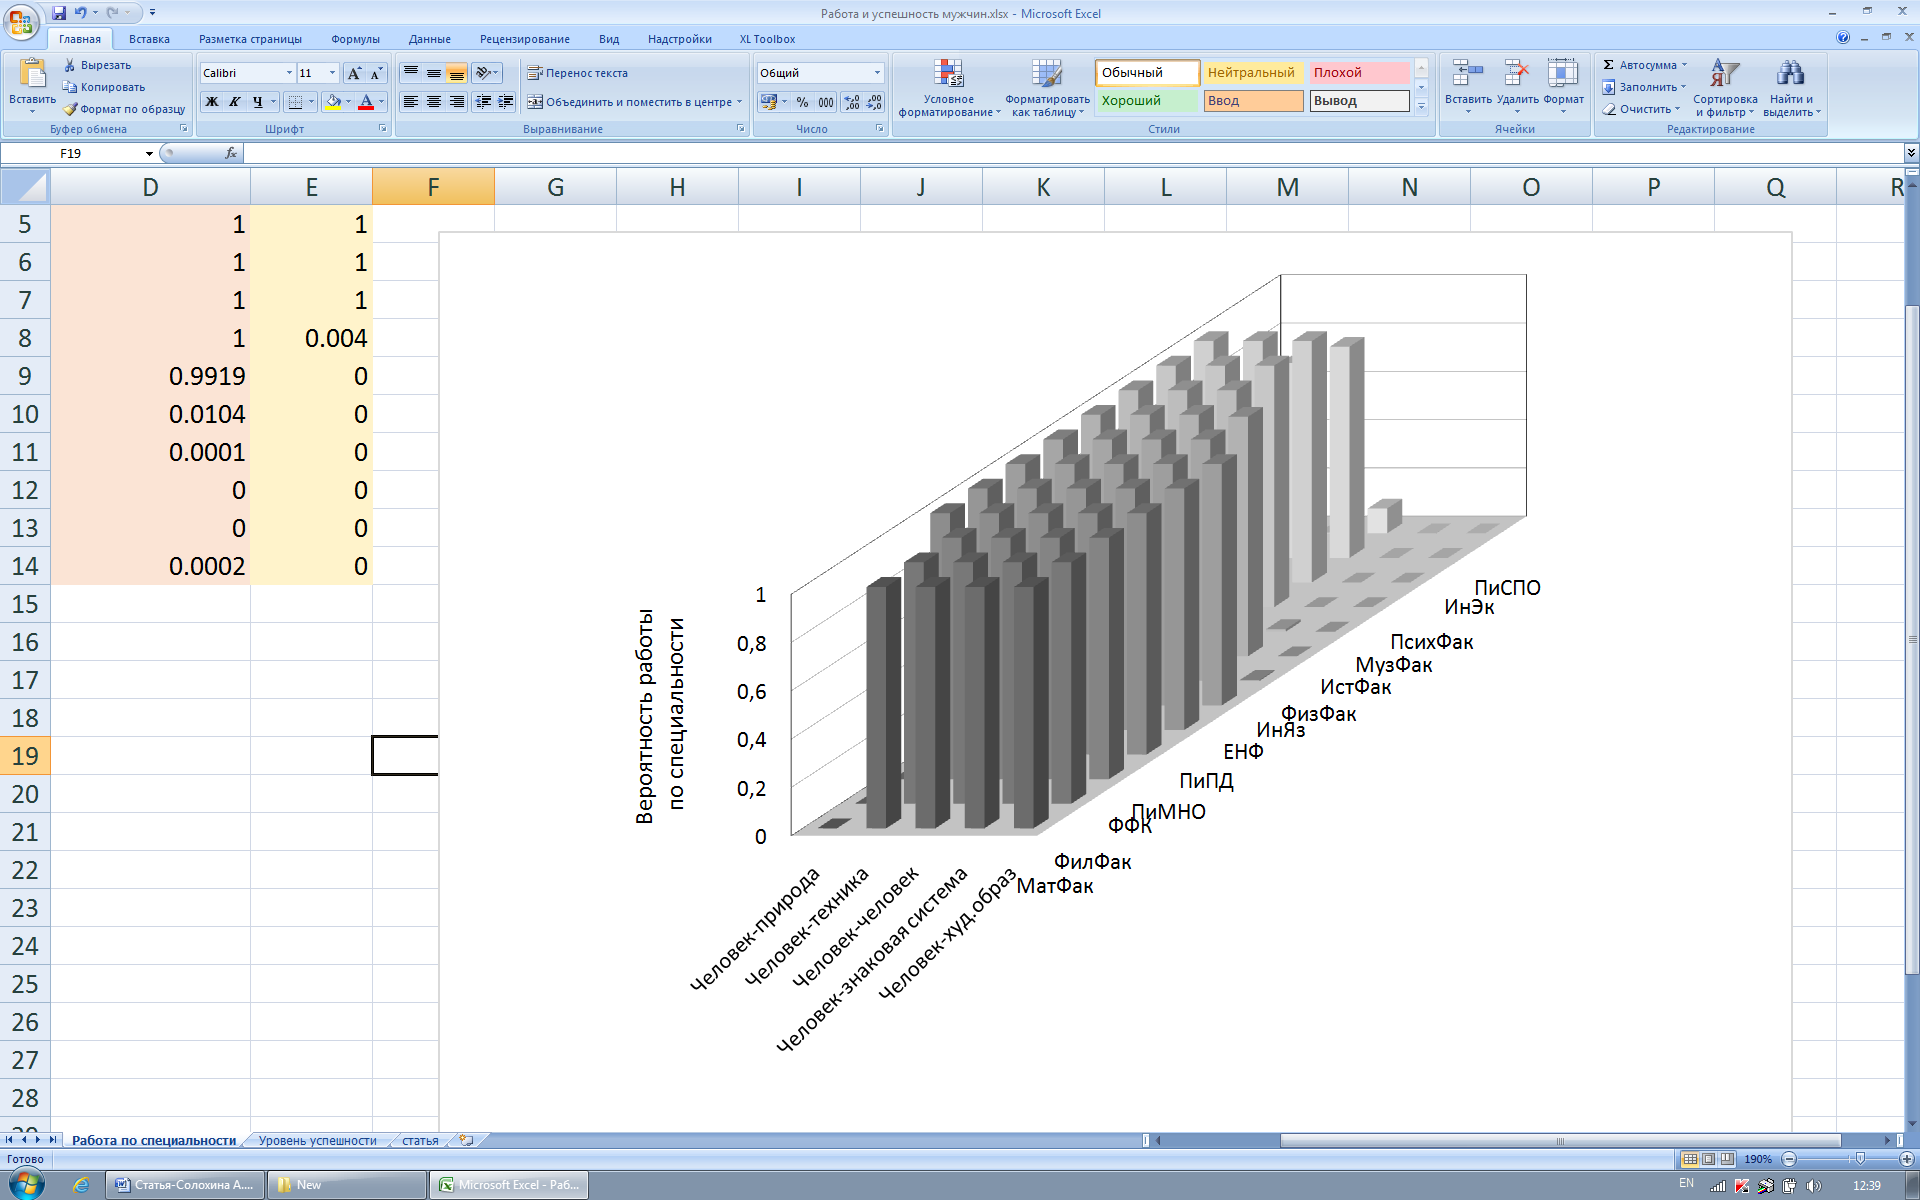 Работа и успешность мужчин.xlsx - Microsoft Excel
Главная Вставка Разметка страницы Формулы Данные Рецензирование Вид Надстройки XL Toolbox
Вставить
Вырезать
Копировать
Формат по образцу
Буфер обмена
Calibri 11
Ж К Ч
Шрифт
Перенос текста
Объединить и поместить в центре
Выравнивание
Общий
% 000
Число
Условное форматирование
Форматировать как таблицу
Обычный Нейтральный Плохой
Хороший Ввод Вывод
Стили
Вставить Удалить Формат
Ячейки
Σ Автосумма
Заполнить
Очистить
Сортировка и фильтр
Найти и выделить
Редактирование
F19 fx
D E F G H I J K L M N O P Q R
5 1 1
6 1 1
7 1 1
8 1 0.004
9 0.9919 0
10 0.0104 0
11 0.0001 0
12 0 0
13 0 0
14 0.0002 0
15
16
17
18
19
20
21
22
23
24
25
26
27
28
Вероятность работы
по специальности
1
0,8
0,6
0,4
0,2
0
Человек-природа
Человек-техника
Человек-человек
Человек-знаковая система
Человек-худ.образ
МатФак
ФилФак
ФФК
ПиМНО
ПиПД
ЕНФ
ИнЯз
ФизФак
ИстФак
МузФак
ПсихФак
ИнЭк
ПиСПО
Работа по специальности Уровень успешности статья
Готово 190%
Статья-Солохина А.... New Microsoft Excel - Раб... EN 12:39